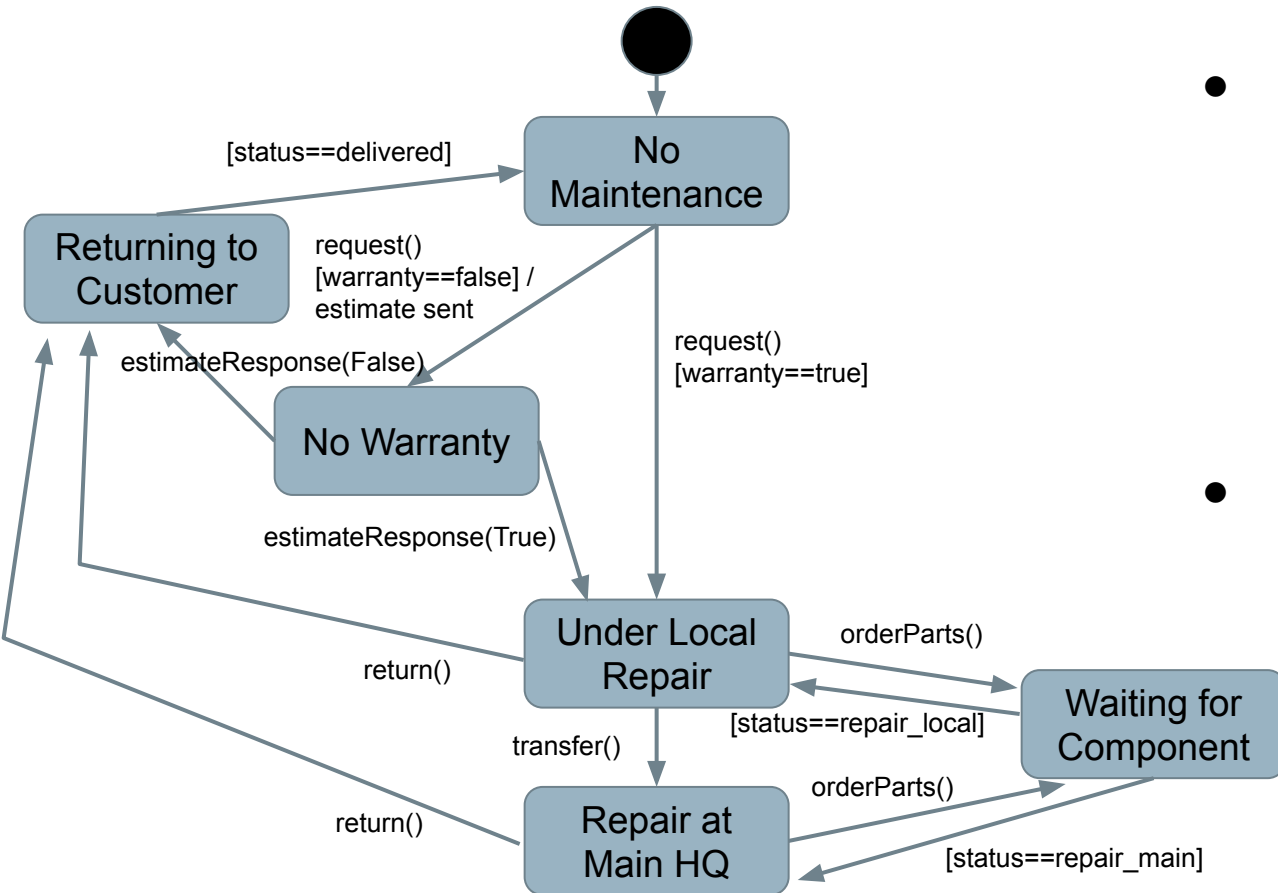 No
Maintenance
[status==delivered]
Returning to
Customer
request()
[warranty==false] /
estimate sent
request()
[warranty==true]
estimateResponse(False)
No Warranty
estimateResponse(True)
Under Local
Repair
orderParts()
return()
Waiting for
Component
[status==repair_local]
transfer()
orderParts()
Repair at
Main HQ
return()
[status==repair_main]